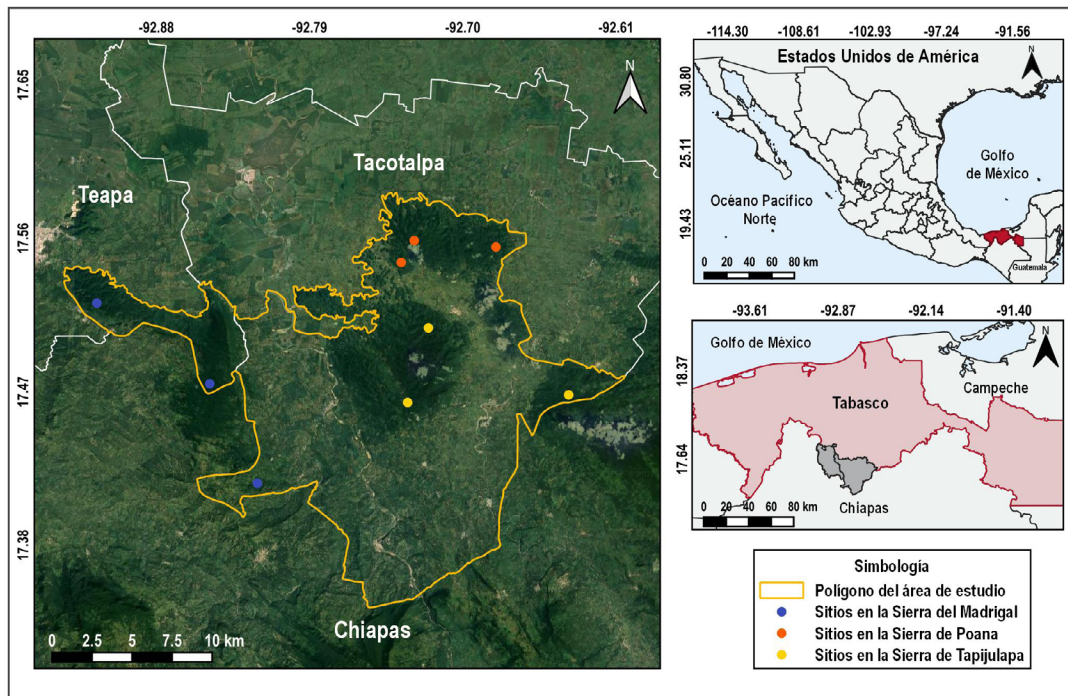 -92.88 -92.79 -92.70 -92.61
17.65
17.56
17.47
17.38
N
Tacotalpa
Teapa
Chiapas
0 2.5 5 7.5 10 km
-114.30 -108.61 -102.93 -97.24 -91.56
30.80
25.11
19.43
Estados Unidos de América
N
Golfo
de México
Océano Pacífico
Norte
Guatemala
0 20 40 60 80 km
-93.61 -92.87 -92.14 -91.40
18.37
17.64
Golfo de México
N
Campeche
Tabasco
Chiapas
0 20 40 60 80 km
Simbología
Polígono del área de estudio
Sitios en la Sierra del Madrigal
Sitios en la Sierra de Poana
Sitios en la Sierra de Tapijulapa